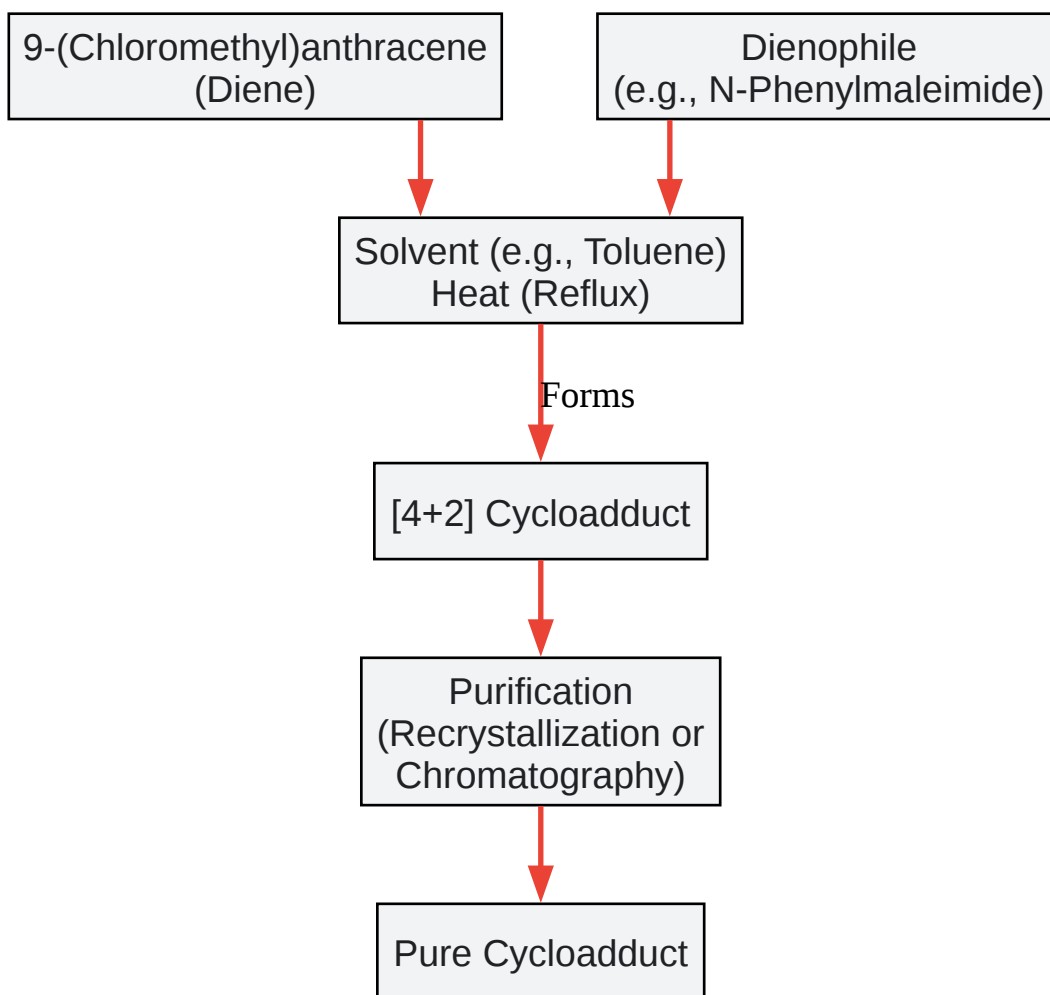 9-(Chloromethyl)anthracene
(Diene)
Dienophile
(e.g., N-Phenylmaleimide)
Solvent (e.g., Toluene)
Heat (Reflux)
Forms
[4+2] Cycloadduct
Purification
(Recrystallization or
Chromatography)
Pure Cycloadduct